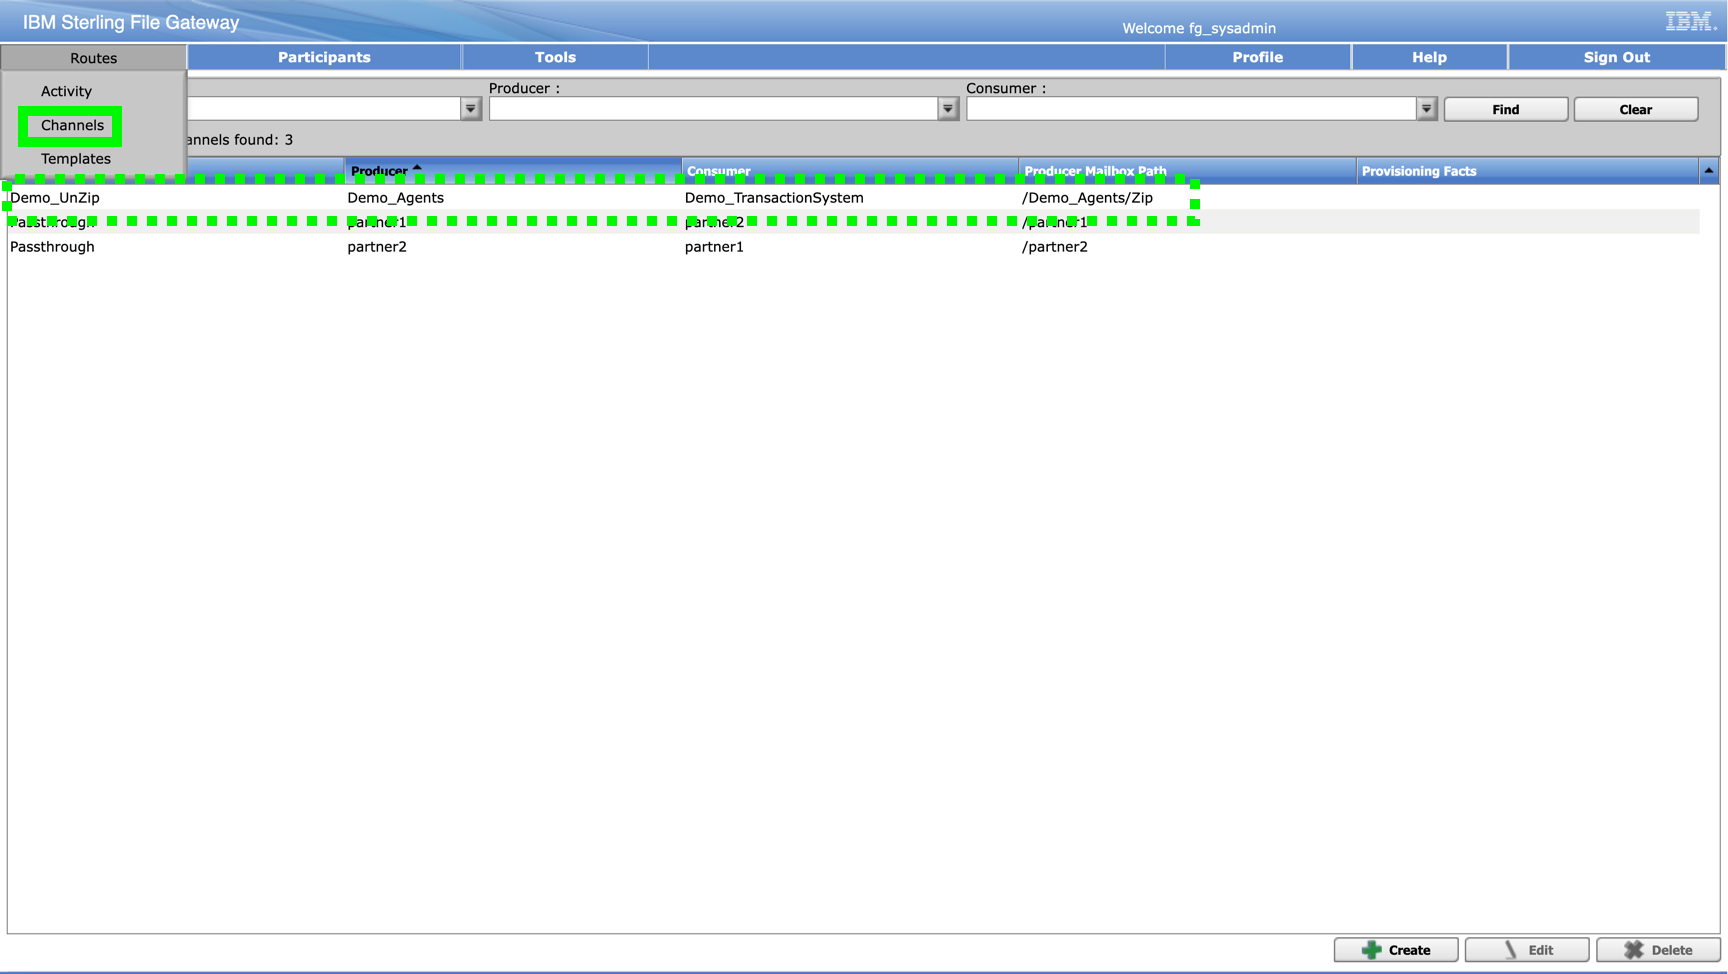 IBM Sterling File Gateway
Welcome fg_sysadmin
IBM.
Routes Participants Tools Profile Help Sign Out
Activity
Channels
Templates
Producer :
Consumer :
Find Clear
annels found: 3
Producer Consumer Producer Mailbox Path Provisioning Facts
Demo_UnZip Demo_Agents Demo_TransactionSystem /Demo_Agents/Zip
Passthrough partner1 partner2 /partner1
Passthrough partner2 partner1 /partner2
Create Edit Delete